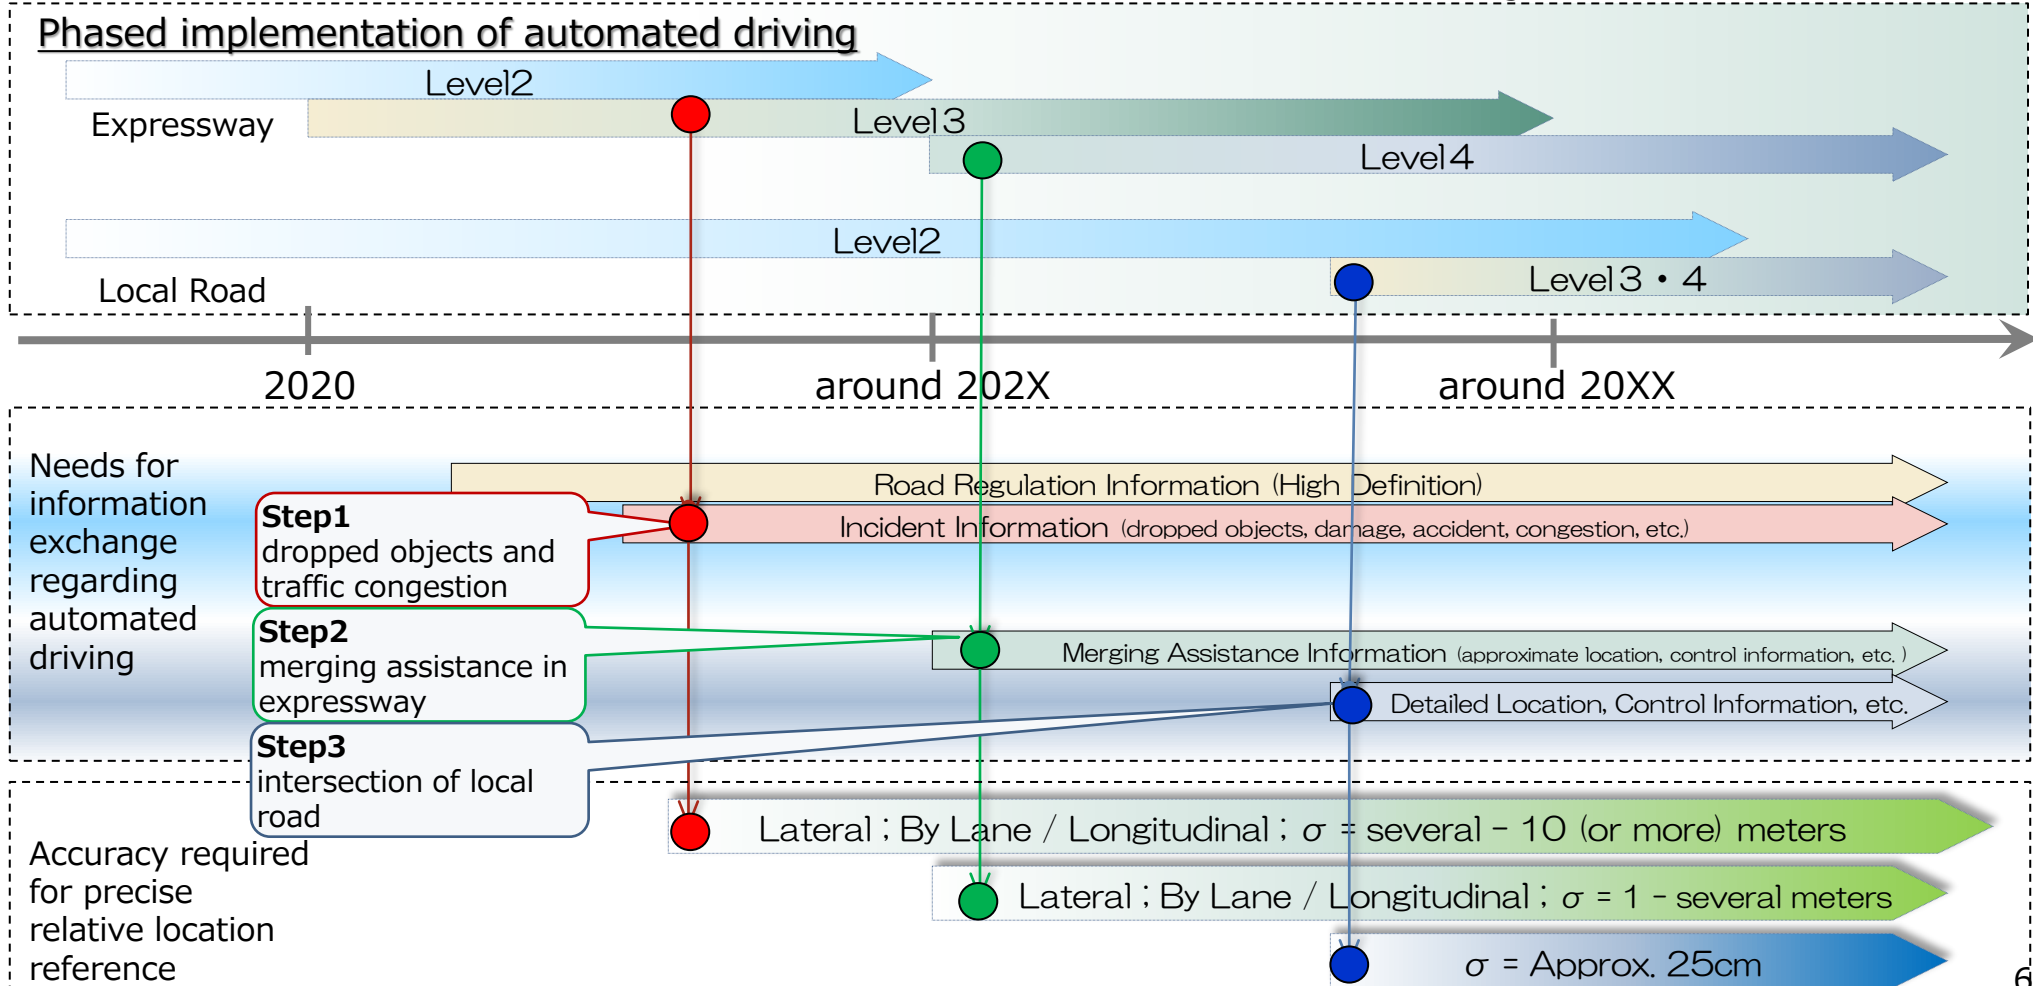 Phased implementation of automated driving
Level2
Expressway
Level3
Level4
Level2
Local Road
Level3・4
2020
around 202X
around 20XX
Needs for
information
exchange
regarding
automated
driving
Road Regulation Information (High Definition)
Incident Information (dropped objects, damage, accident, congestion, etc.)
Step1
dropped objects and
traffic congestion
Step2
merging assistance in
expressway
Merging Assistance Information (approximate location, control information, etc. )
Detailed Location, Control Information, etc.
Step3
intersection of local
road
Accuracy required
for precise
relative location
reference
Lateral ; By Lane / Longitudinal ; σ = several - 10 (or more) meters
Lateral ; By Lane / Longitudinal ; σ = 1 - several meters
σ = Approx. 25cm
6